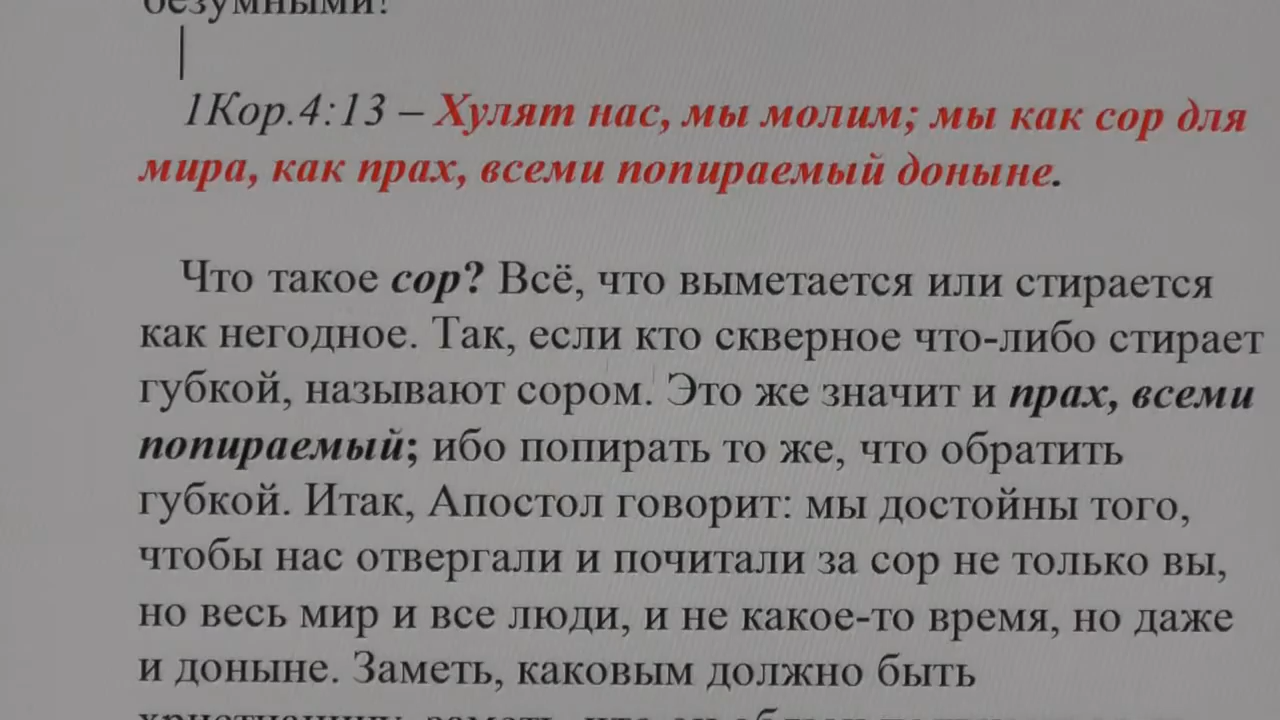 безумными!
1Кор.4:13 – Хулят нас, мы молим; мы как сор для
мира, как прах, всеми попираемый доныне.
Что такое сор? Всё, что выметается или стирается
как негодное. Так, если кто скверное что-либо стирает
губкой, называют сором. Это же значит и прах, всеми
попираемый; ибо попирать то же, что обратить
губкой. Итак, Апостол говорит: мы достойны того,
чтобы нас отвергали и почитали за сор не только вы,
но весь мир и все люди, и не какое-то время, но даже
и доныне. Заметь, каковым должно быть